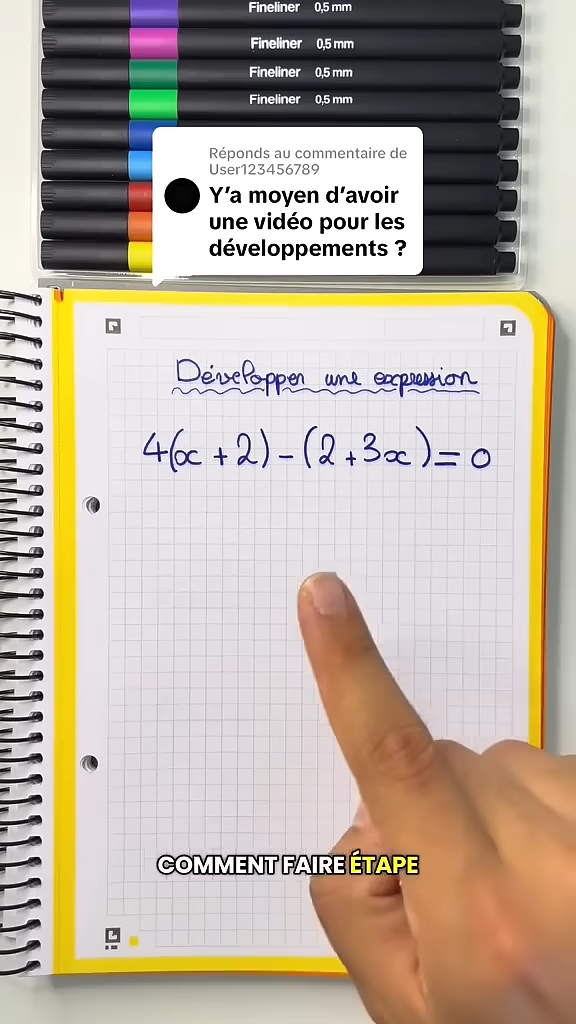 Fineliner 0,5 mm
Fineliner 0,5 mm
Fineliner 0,5 mm
Fineliner 0,5 mm
Réponds au commentaire de
User123456789
Y’a moyen d’avoir
une vidéo pour les
développements ?
Développer une expression
4(x + 2) - (2 + 3x) = 0
COMMENT FAIRE ÉTAPE